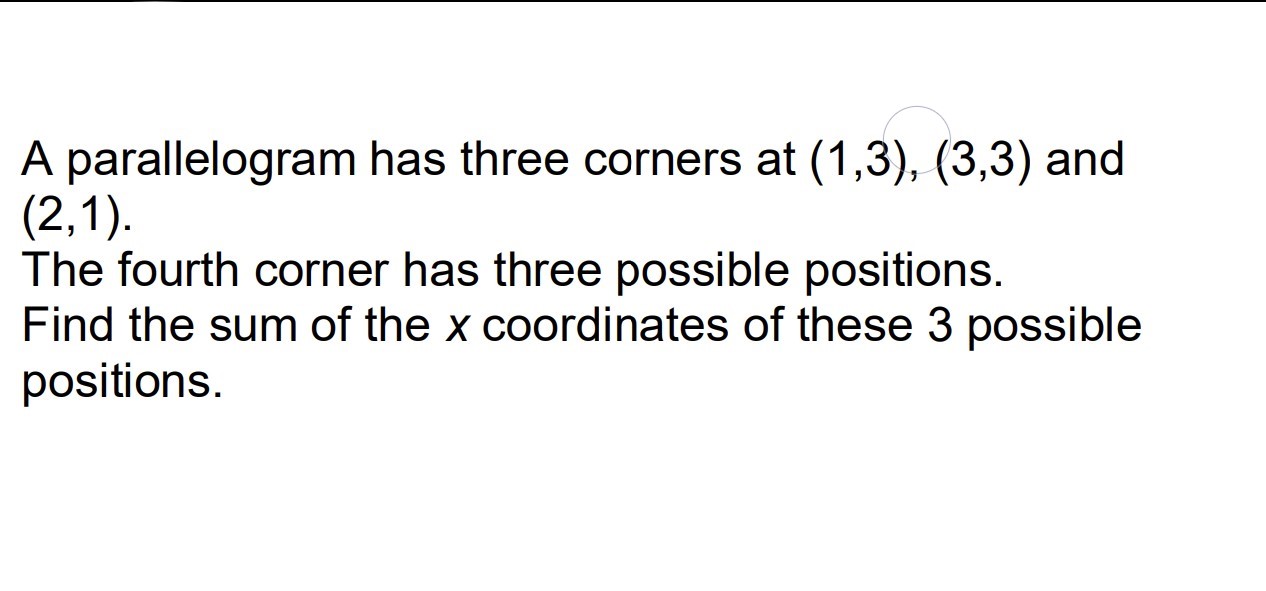 A parallelogram has three corners at (1,3), (3,3) and
(2,1).
The fourth corner has three possible positions.
Find the sum of the x coordinates of these 3 possible
positions.